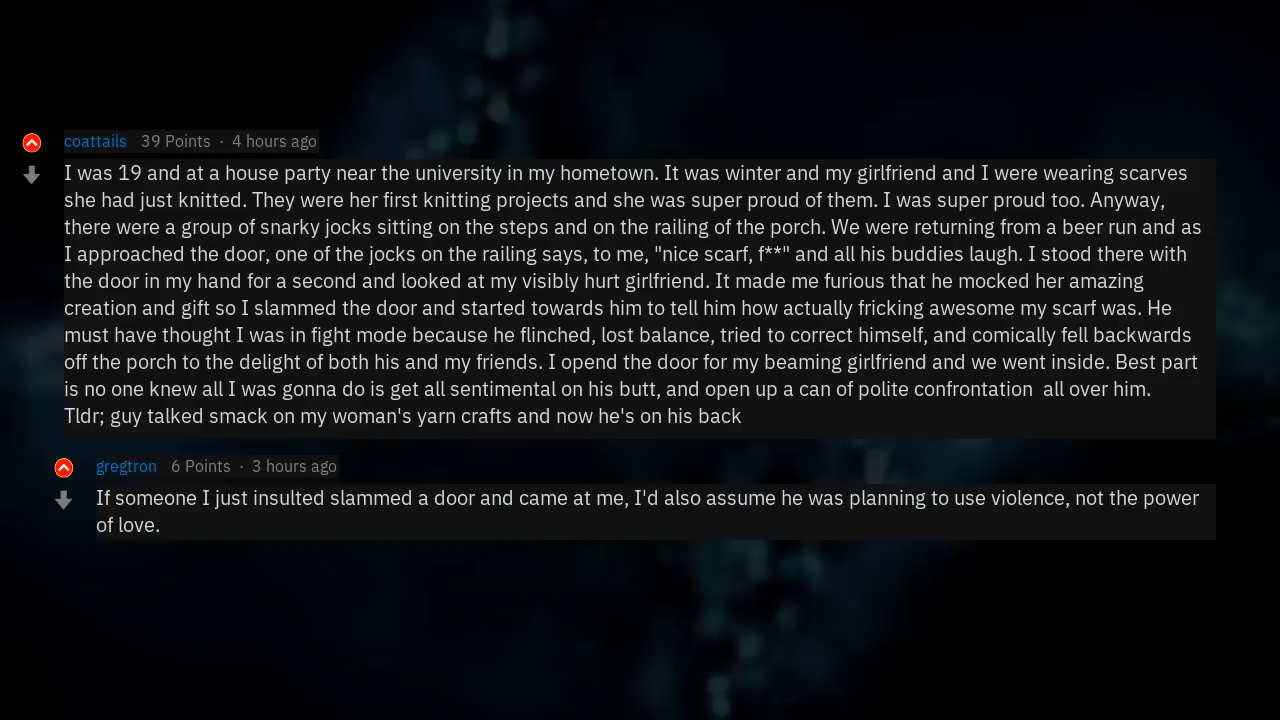 coattails 39 Points · 4 hours ago
I was 19 and at a house party near the university in my hometown. It was winter and my girlfriend and I were wearing scarves
she had just knitted. They were her first knitting projects and she was super proud of them. I was super proud too. Anyway,
there were a group of snarky jocks sitting on the steps and on the railing of the porch. We were returning from a beer run and as
I approached the door, one of the jocks on the railing says, to me, "nice scarf, f**" and all his buddies laugh. I stood there with
the door in my hand for a second and looked at my visibly hurt girlfriend. It made me furious that he mocked her amazing
creation and gift so I slammed the door and started towards him to tell him how actually fricking awesome my scarf was. He
must have thought I was in fight mode because he flinched, lost balance, tried to correct himself, and comically fell backwards
off the porch to the delight of both his and my friends. I opend the door for my beaming girlfriend and we went inside. Best part
is no one knew all I was gonna do is get all sentimental on his butt, and open up a can of polite confrontation  all over him.
Tldr; guy talked smack on my woman's yarn crafts and now he's on his back
gregtron 6 Points · 3 hours ago
If someone I just insulted slammed a door and came at me, I'd also assume he was planning to use violence, not the power
of love.